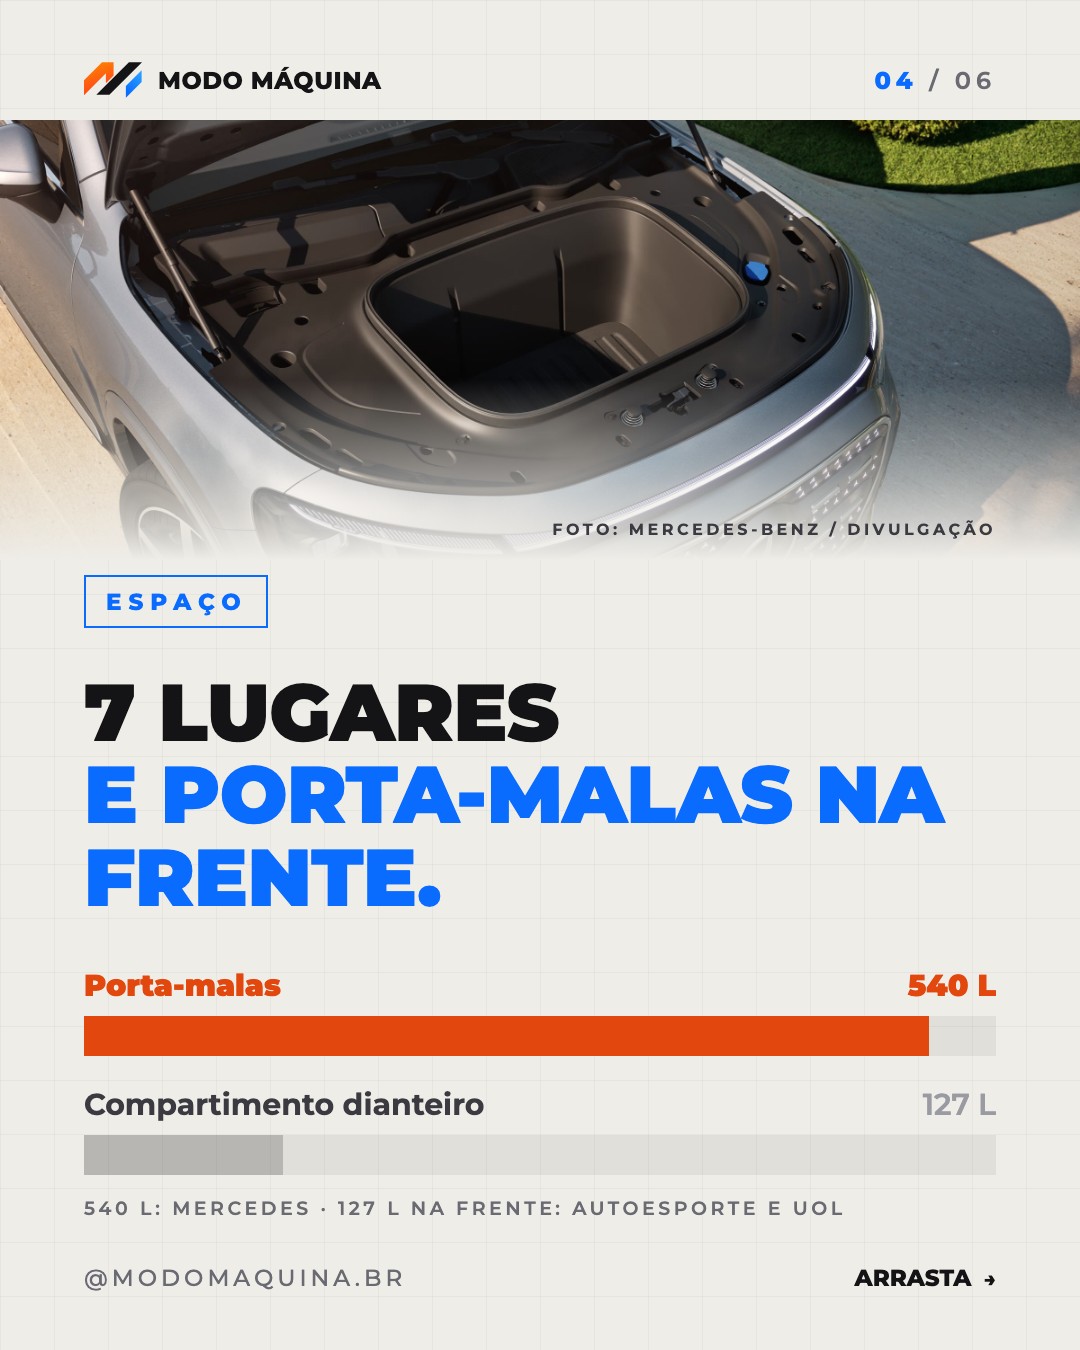 MODO MÁQUINA
04 / 06
FOTO: MERCEDES-BENZ / DIVULGAÇÃO
ESPAÇO
7 LUGARES
E PORTA-MALAS NA
FRENTE.
Porta-malas 540 L
Compartimento dianteiro 127 L
540 L: MERCEDES · 127 L NA FRENTE: AUTOESPORTE E UOL
@MODOMAQUINA.BR
ARRASTA →